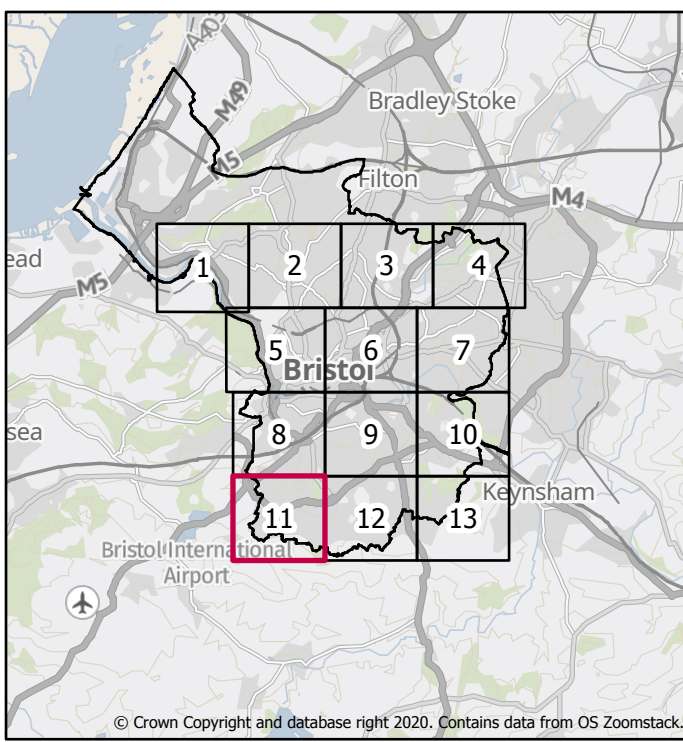 A403
M49
Bradley Stoke
M5
Filton
M4
ead
M5
1
2
3
4
5
6
7
Bristol
sea
8
9
10
Keynsham
11
12
13
Bristol International
Airport
© Crown Copyright and database right 2020. Contains data from OS Zoomstack.